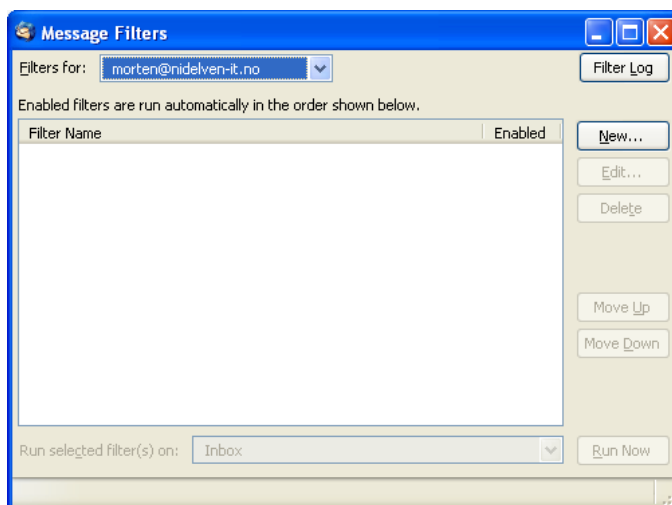 Message Filters
Filters for: morten@nidelven-it.no
Filter Log
Enabled filters are run automatically in the order shown below.
Filter Name Enabled
New...
Edit...
Delete
Move Up
Move Down
Run selected filter(s) on: Inbox
Run Now